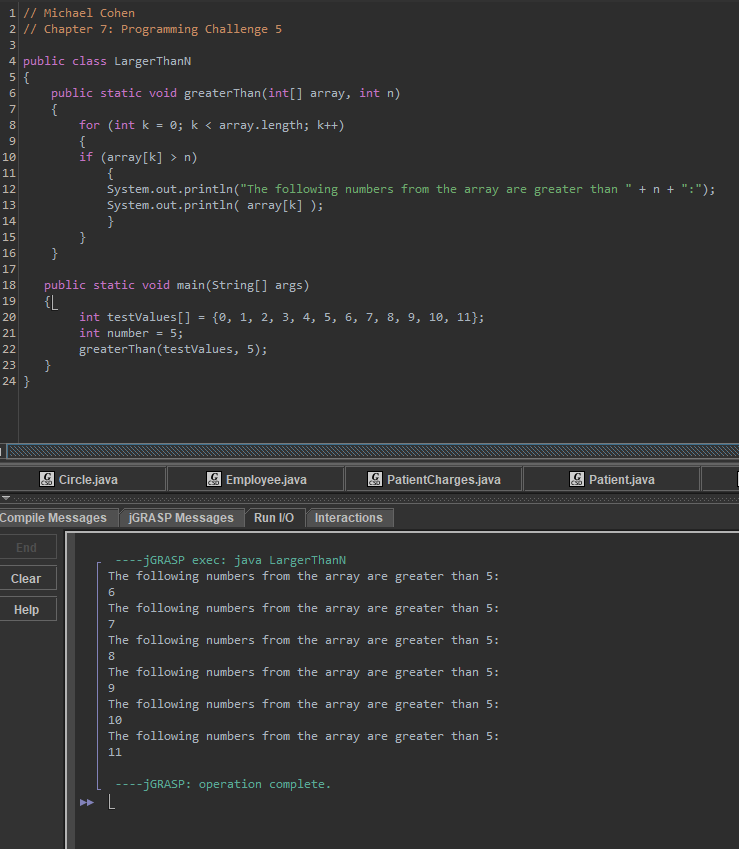 1 // Michael Cohen
2 // Chapter 7: Programming Challenge 5
3
4 public class LargerThanN
5 {
6     public static void greaterThan(int[] array, int n)
7     {
8         for (int k = 0; k < array.length; k++)
9         {
10         if (array[k] > n)
11             {
12             System.out.println("The following numbers from the array are greater than " + n + ":");
13             System.out.println( array[k] );
14             }
15         }
16     }
17
18    public static void main(String[] args)
19    {
20         int testValues[] = {0, 1, 2, 3, 4, 5, 6, 7, 8, 9, 10, 11};
21         int number = 5;
22         greaterThan(testValues, 5);
23    }
24 }
Circle.java Employee.java PatientCharges.java Patient.java
Compile Messages jGRASP Messages Run I/O Interactions
End
Clear
Help
----jGRASP exec: java LargerThanN
The following numbers from the array are greater than 5:
6
The following numbers from the array are greater than 5:
7
The following numbers from the array are greater than 5:
8
The following numbers from the array are greater than 5:
9
The following numbers from the array are greater than 5:
10
The following numbers from the array are greater than 5:
11
----jGRASP: operation complete.